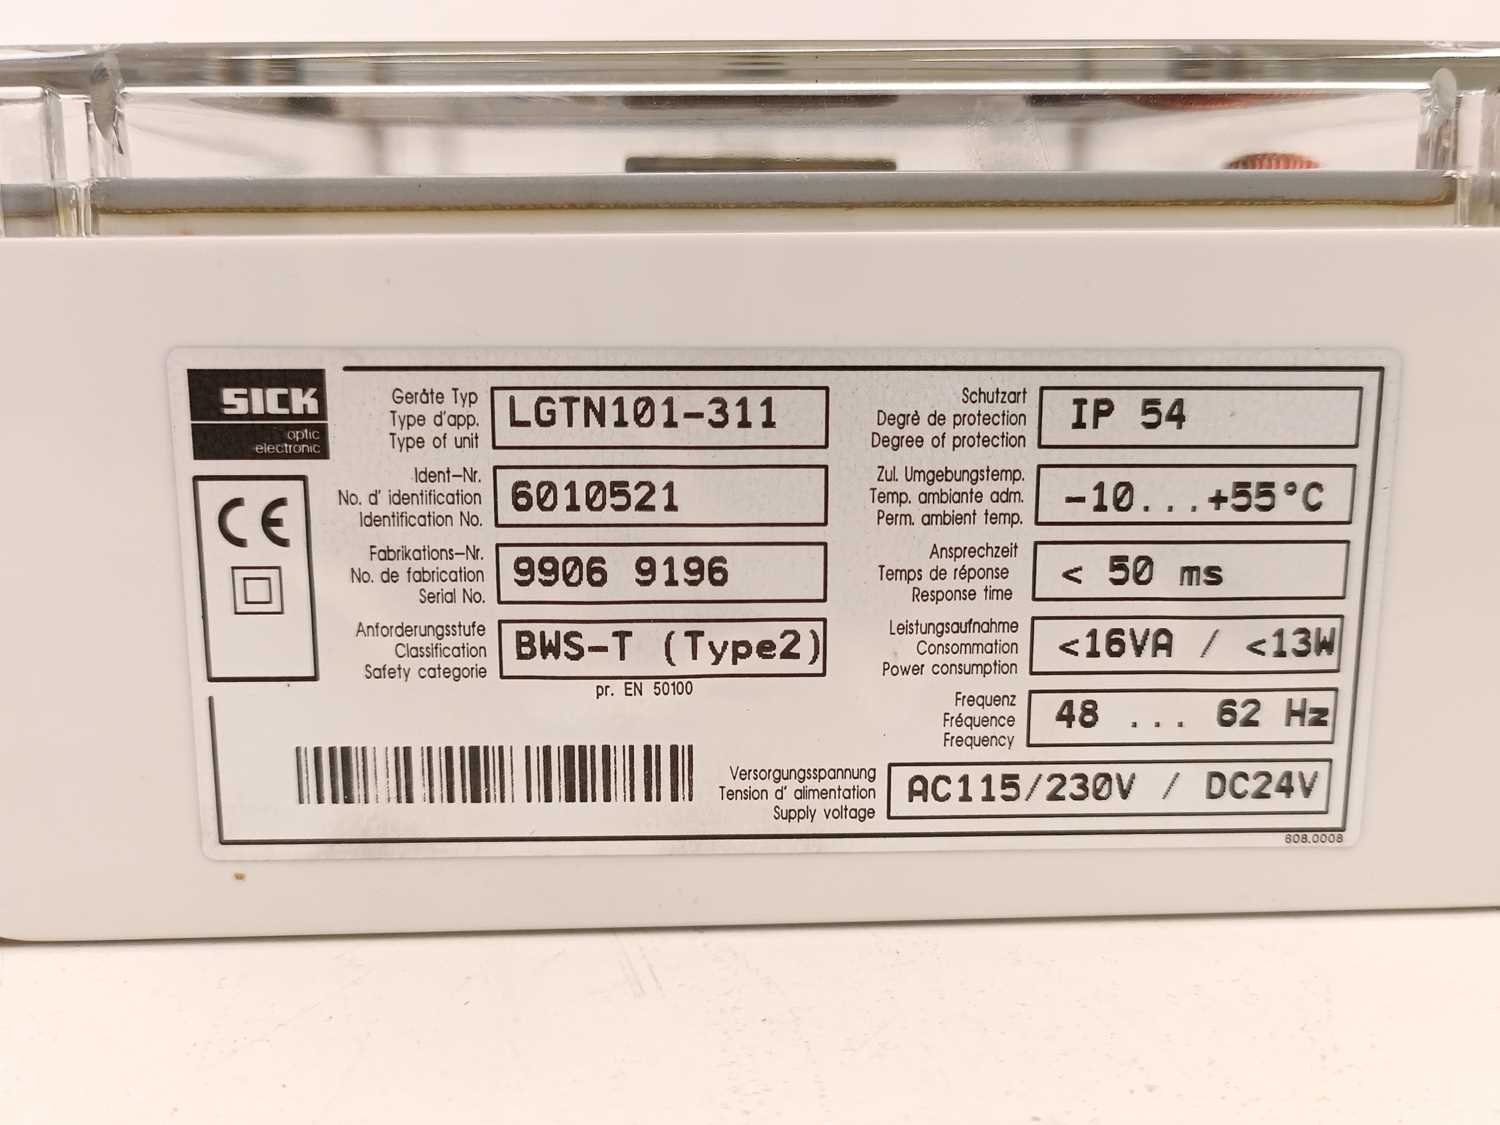 SICK
optic
electronic
CE
Geräte Typ
Type d'app.
Type of unit
LGTN101-311
Ident-Nr.
No. d' identification
Identification No.
6010521
Fabrikations-Nr.
No. de fabrication
Serial No.
9906 9196
Anforderungsstufe
Classification
Safety categorie
BWS-T (Type2)
pr. EN 50100
Schutzart
Degrè de protection
Degree of protection
IP 54
Zul. Umgebungstemp.
Temp. ambiante adm.
Perm. ambient temp.
-10...+55°C
Ansprechzeit
Temps de réponse
Response time
< 50 ms
Leistungsaufnahme
Consommation
Power consumption
<16VA / <13W
Frequenz
Fréquence
Frequency
48 ... 62 Hz
Versorgungsspannung
Tension d' alimentation
Supply voltage
AC115/230V / DC24V
608.0008